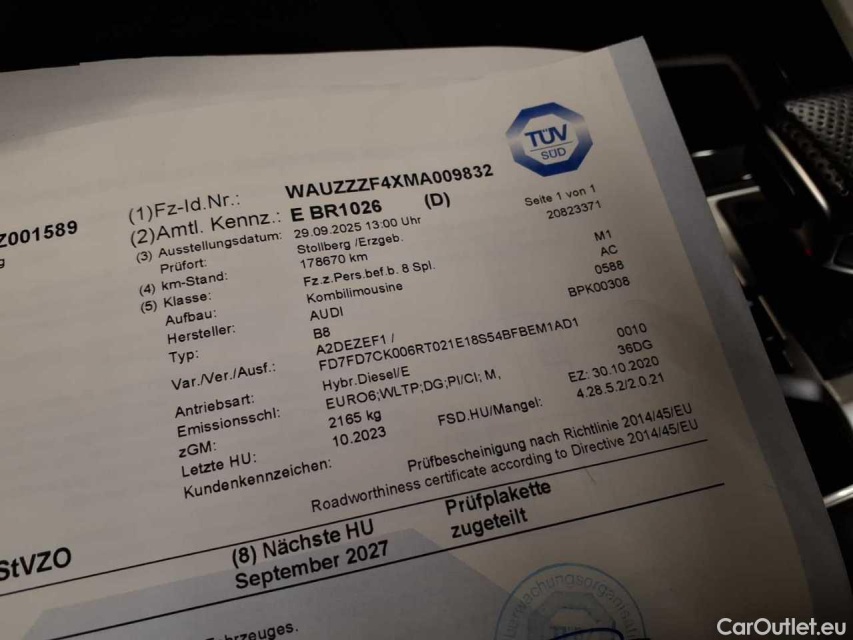 TÜV
SÜD
Z001589
g
(1)Fz-Id.Nr.: WAUZZZF4XMA009832
(2)Amtl. Kennz.: E BR1026 (D) Seite 1 von 1
(3) Ausstellungsdatum: 29.09.2025 13:00 Uhr 20823371
Prüfort: Stollberg /Erzgeb.
(4) km-Stand: 178670 km
(5) Klasse: Fz.z.Pers.bef.b. 8 Spl. M1
Aufbau: Kombilimousine AC
Hersteller: AUDI 0588
Typ: B8 BPK00308
Var./Ver./Ausf.: A2DEZEF1 /
FD7FD7CK006RT021E18S54BFBEM1AD1
Antriebsart: Hybr.Diesel/E 0010
Emissionsschl: EURO6;WLTP;DG;PI/CI; M, 36DG
zGM: 2165 kg EZ: 30.10.2020
Letzte HU: 10.2023 FSD.HU/Mangel: 4.28.5.2/2.0.21
Kundenkennzeichen:
Prüfbescheinigung nach Richtlinie 2014/45/EU
Roadworthiness certificate according to Directive 2014/45/EU
StVZO
(8) Nächste HU Prüfplakette
September 2027 zugeteilt
CarOutlet.eu